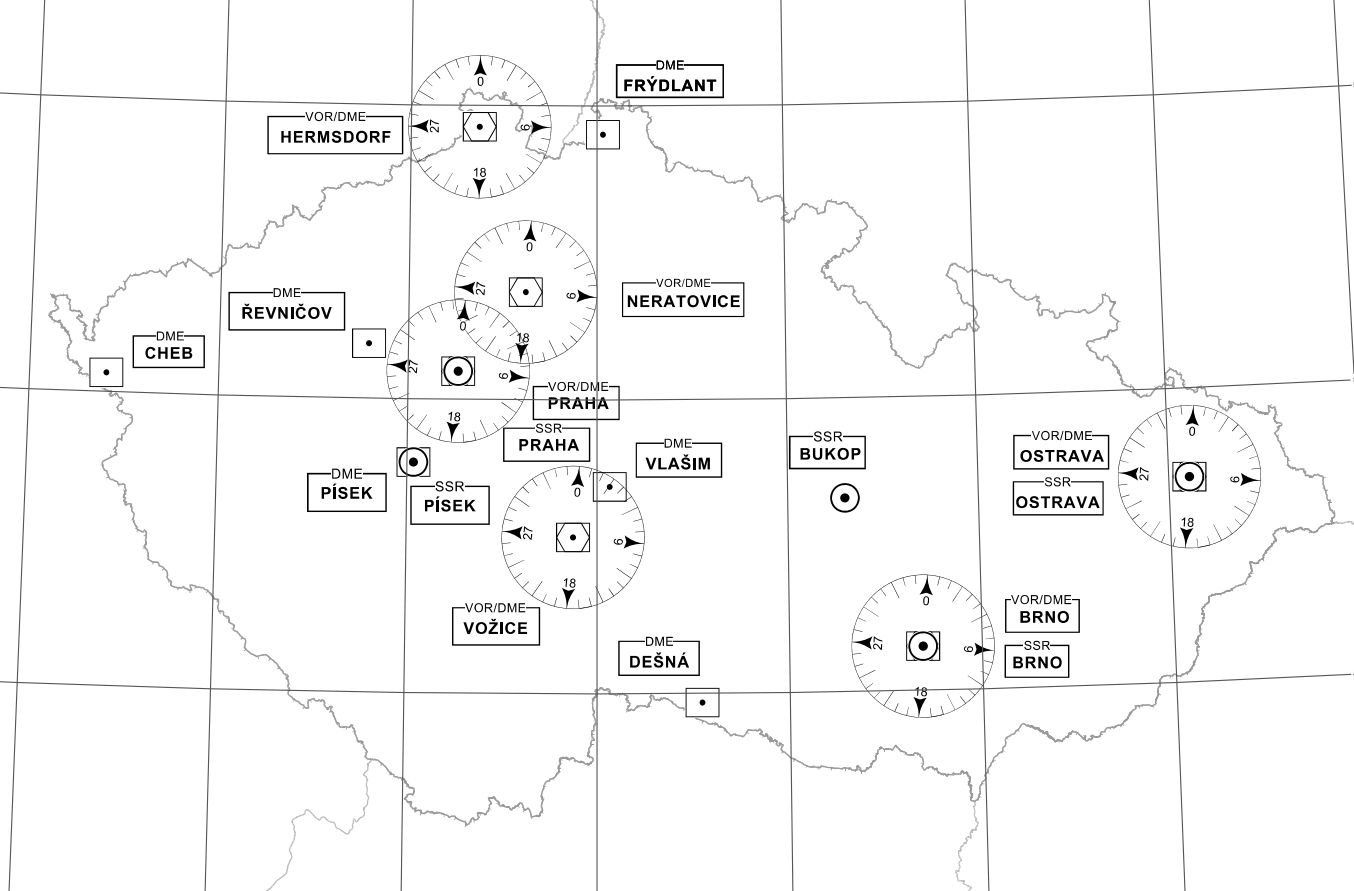 DME
FRÝDLANT
0
VOR/DME
HERMSDORF
27
6
18
0
DME
ŘEVNIČOV
27
6
VOR/DME
NERATOVICE
18
0
DME
CHEB
27
6
VOR/DME
PRAHA
18
SSR
PRAHA
DME
VLAŠIM
SSR
BUKOP
0
VOR/DME
OSTRAVA
SSR
OSTRAVA
27
6
18
DME
PÍSEK
SSR
PÍSEK
0
27
6
18
VOR/DME
VOŽICE
DME
DEŠNÁ
0
27
6
18
VOR/DME
BRNO
SSR
BRNO